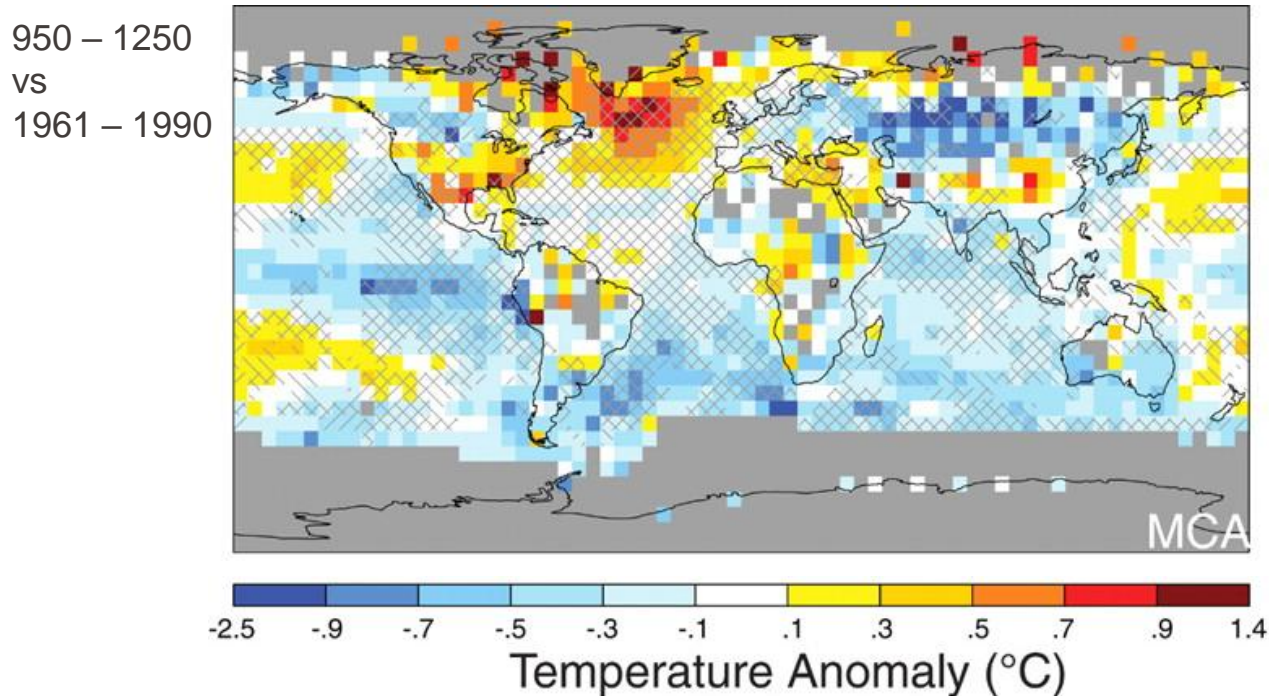 950 – 1250
vs
1961 – 1990
MCA
-2.5 -.9 -.7 -.5 -.3 -.1 .1 .3 .5 .7 .9 1.4
Temperature Anomaly (°C)